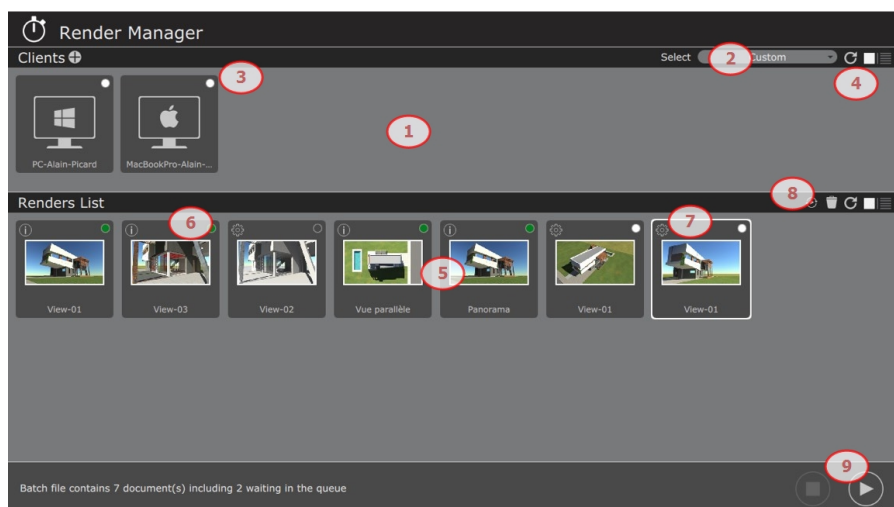 Render Manager
Clients
Select
2
Custom
3
4
1
PC-Alain-Picard
MacBookPro-Alain-...
Renders List
8
6
7
5
View-01
View-03
View-02
Vue parallèle
Panorama
View-01
View-01
9
Batch file contains 7 document(s) including 2 waiting in the queue